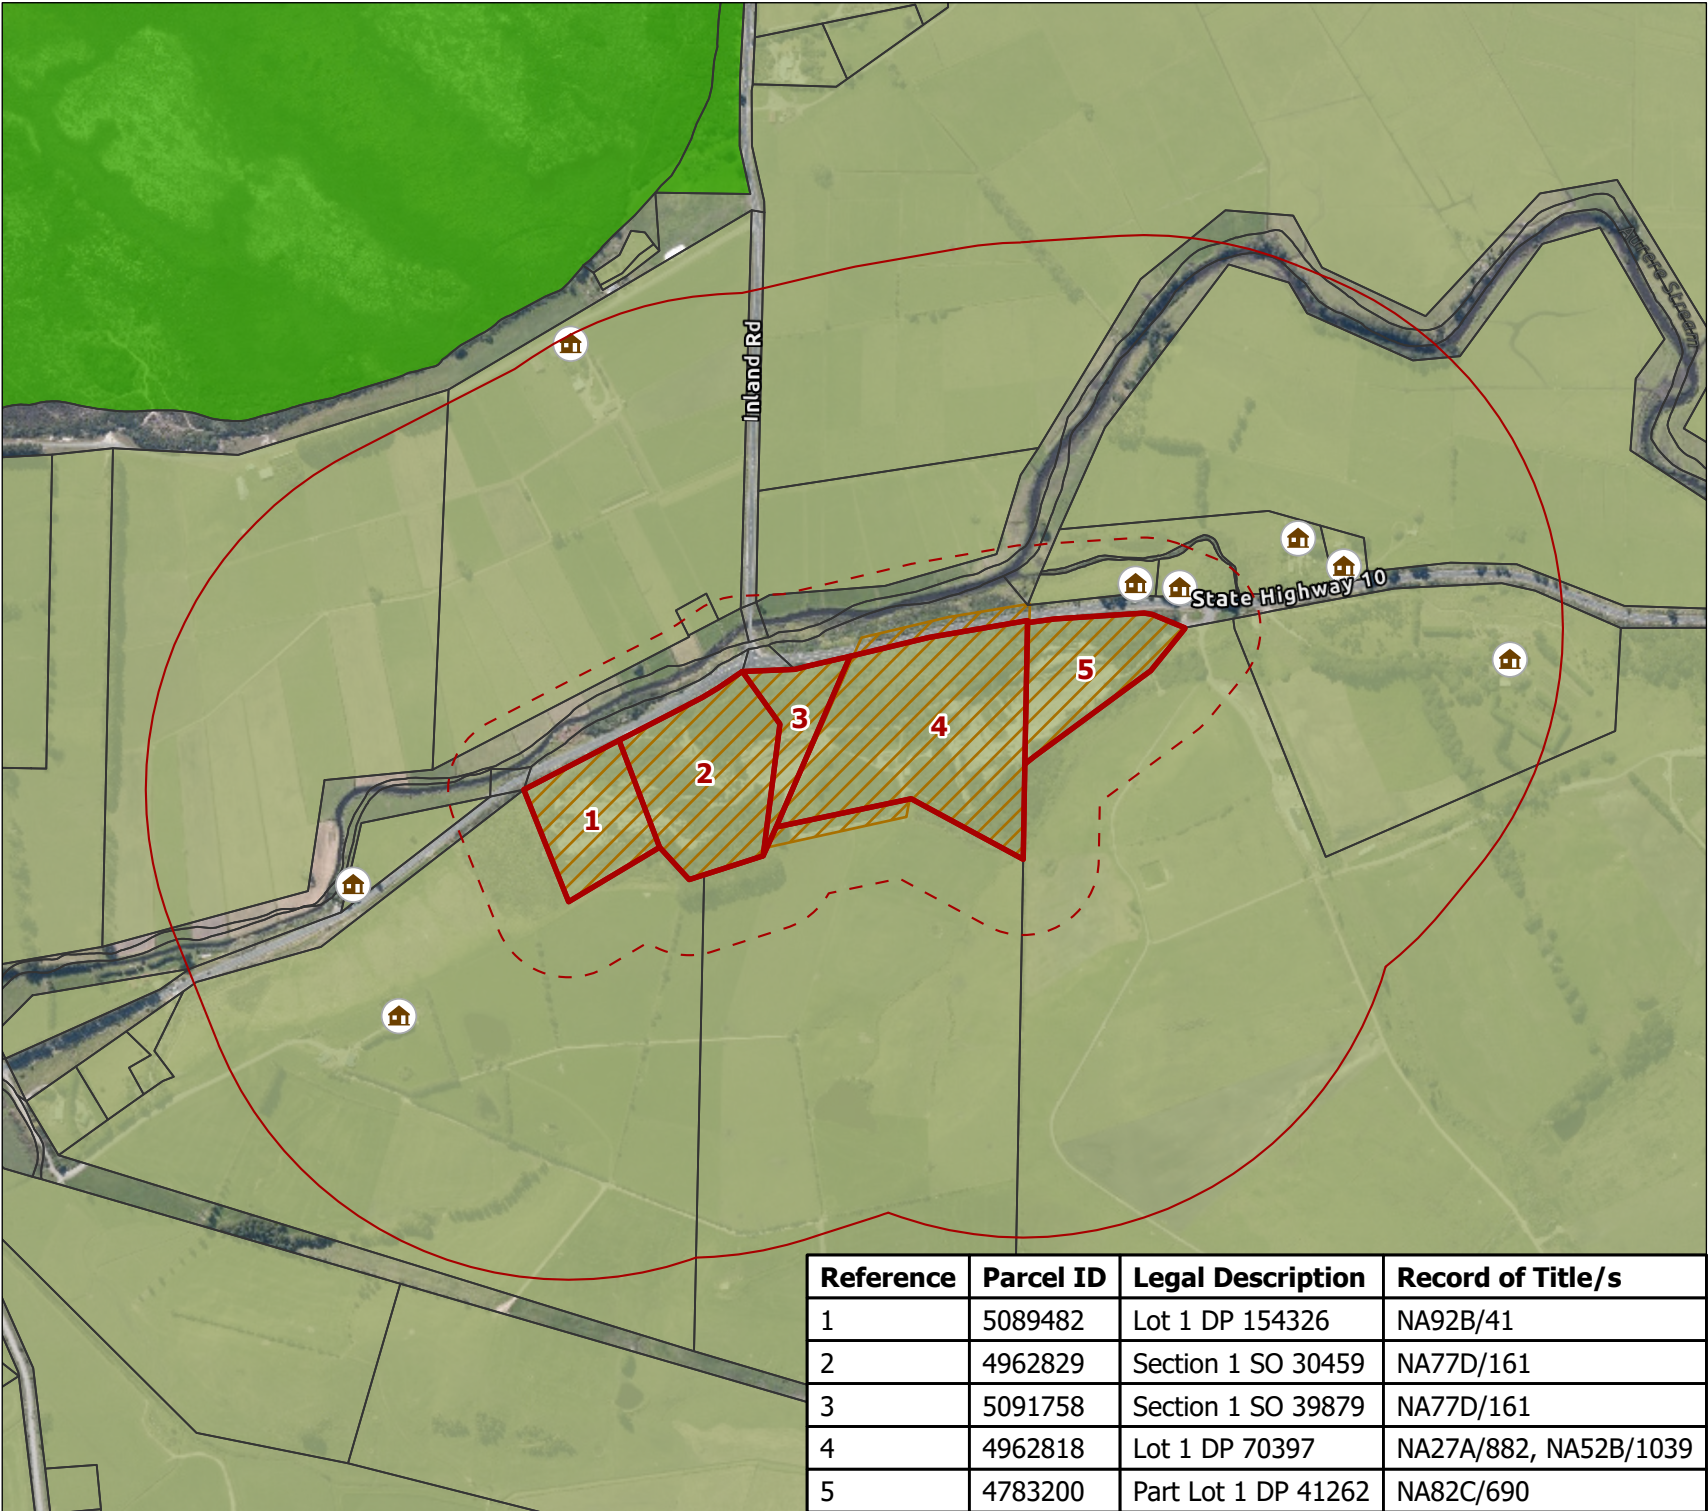 Aurere Stream
Inland Rd
State Highway 10
5
3
4
2
1
Reference Parcel ID Legal Description Record of Title/s
1 5089482 Lot 1 DP 154326 NA92B/41
2 4962829 Section 1 SO 30459 NA77D/161
3 5091758 Section 1 SO 39879 NA77D/161
4 4962818 Lot 1 DP 70397 NA27A/882, NA52B/1039
5 4783200 Part Lot 1 DP 41262 NA82C/690